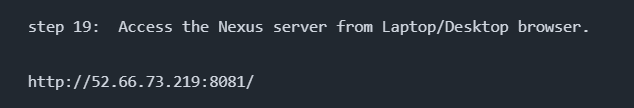 step 19:  Access the Nexus server from Laptop/Desktop browser.
http://52.66.73.219:8081/